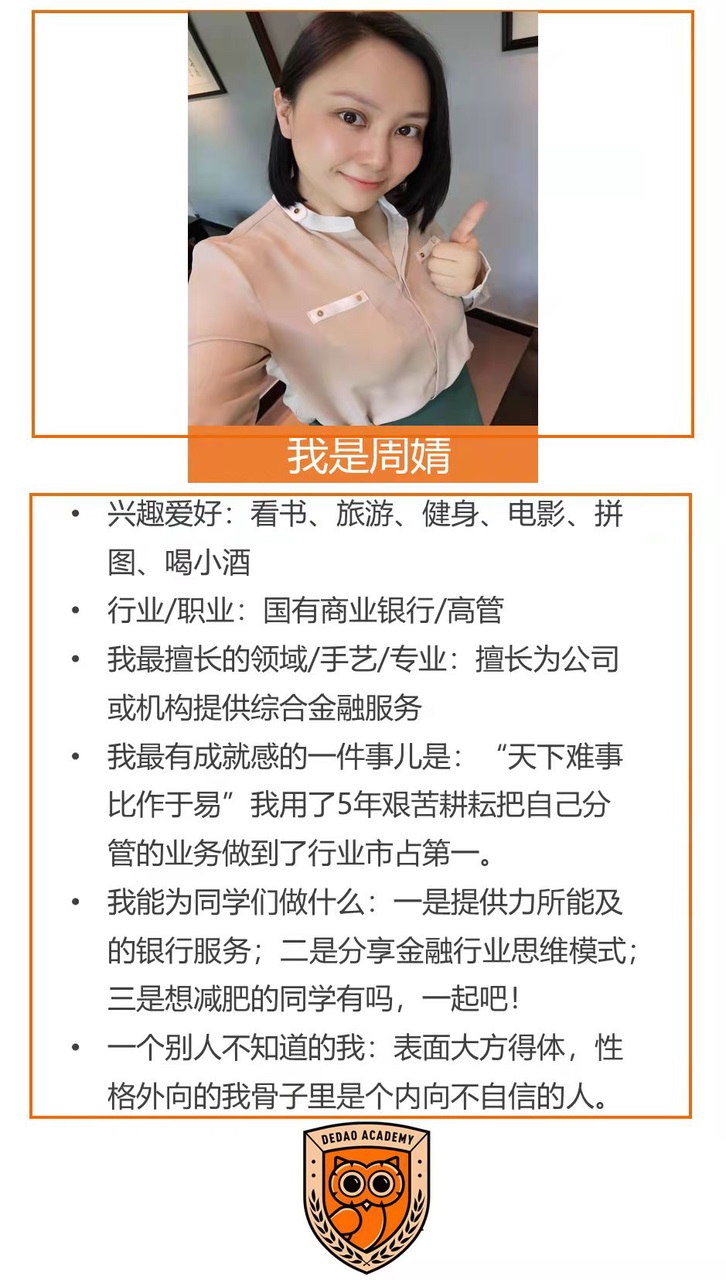 我是周婧
• 兴趣爱好：看书、旅游、健身、电影、拼
图、喝小酒
• 行业/职业：国有商业银行/高管
• 我最擅长的领域/手艺/专业：擅长为公司
或机构提供综合金融服务
• 我最有成就感的一件事儿是：“天下难事
比作于易”我用了5年艰苦耕耘把自己分
管的业务做到了行业市占第一。
• 我能为同学们做什么：一是提供力所能及
的银行服务；二是分享金融行业思维模式；
三是想减肥的同学有吗，一起吧！
• 一个别人不知道的我：表面大方得体，性
格外向的我骨子里是个内向不自信的人。
DEDAO ACADEMY